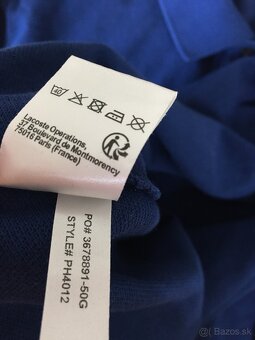 Lacoste Operations,
37 Boulevard de Montmorency
75016 Paris (France)
PO# 3678891-50G
STYLE# PH4012
Bazos.sk